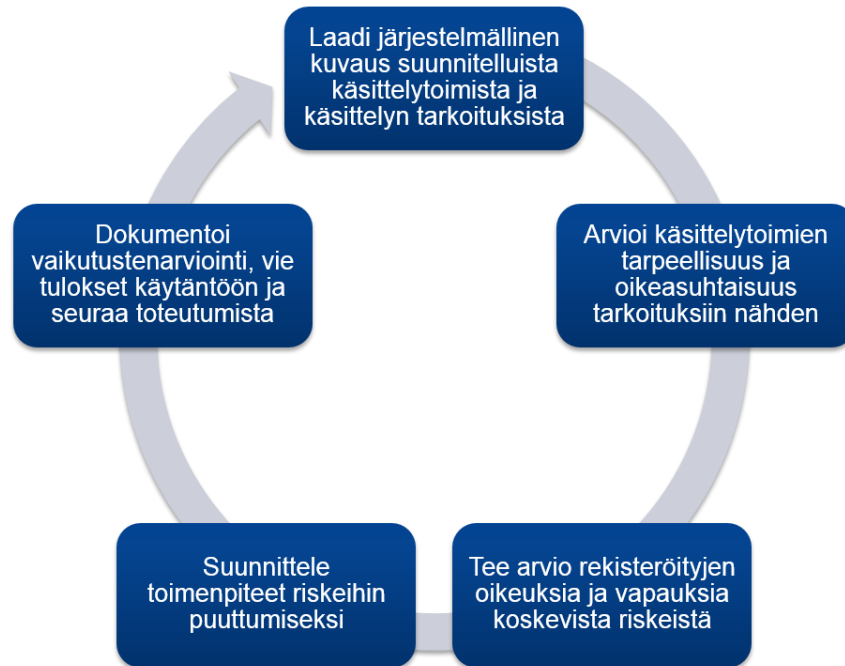 Laadi järjestelmällinen
kuvaus suunnitelluista
käsittelytoimista ja
käsittelyn tarkoituksista
Arvioi käsittelytoimien
tarpeellisuus ja
oikeasuhtaisuus
tarkoituksiin nähden
Tee arvio rekisteröityjen
oikeuksia ja vapauksia
koskevista riskeistä
Suunnittele
toimenpiteet riskeihin
puuttumiseksi
Dokumentoi
vaikutustenarviointi, vie
tulokset käytäntöön ja
seuraa toteutumista